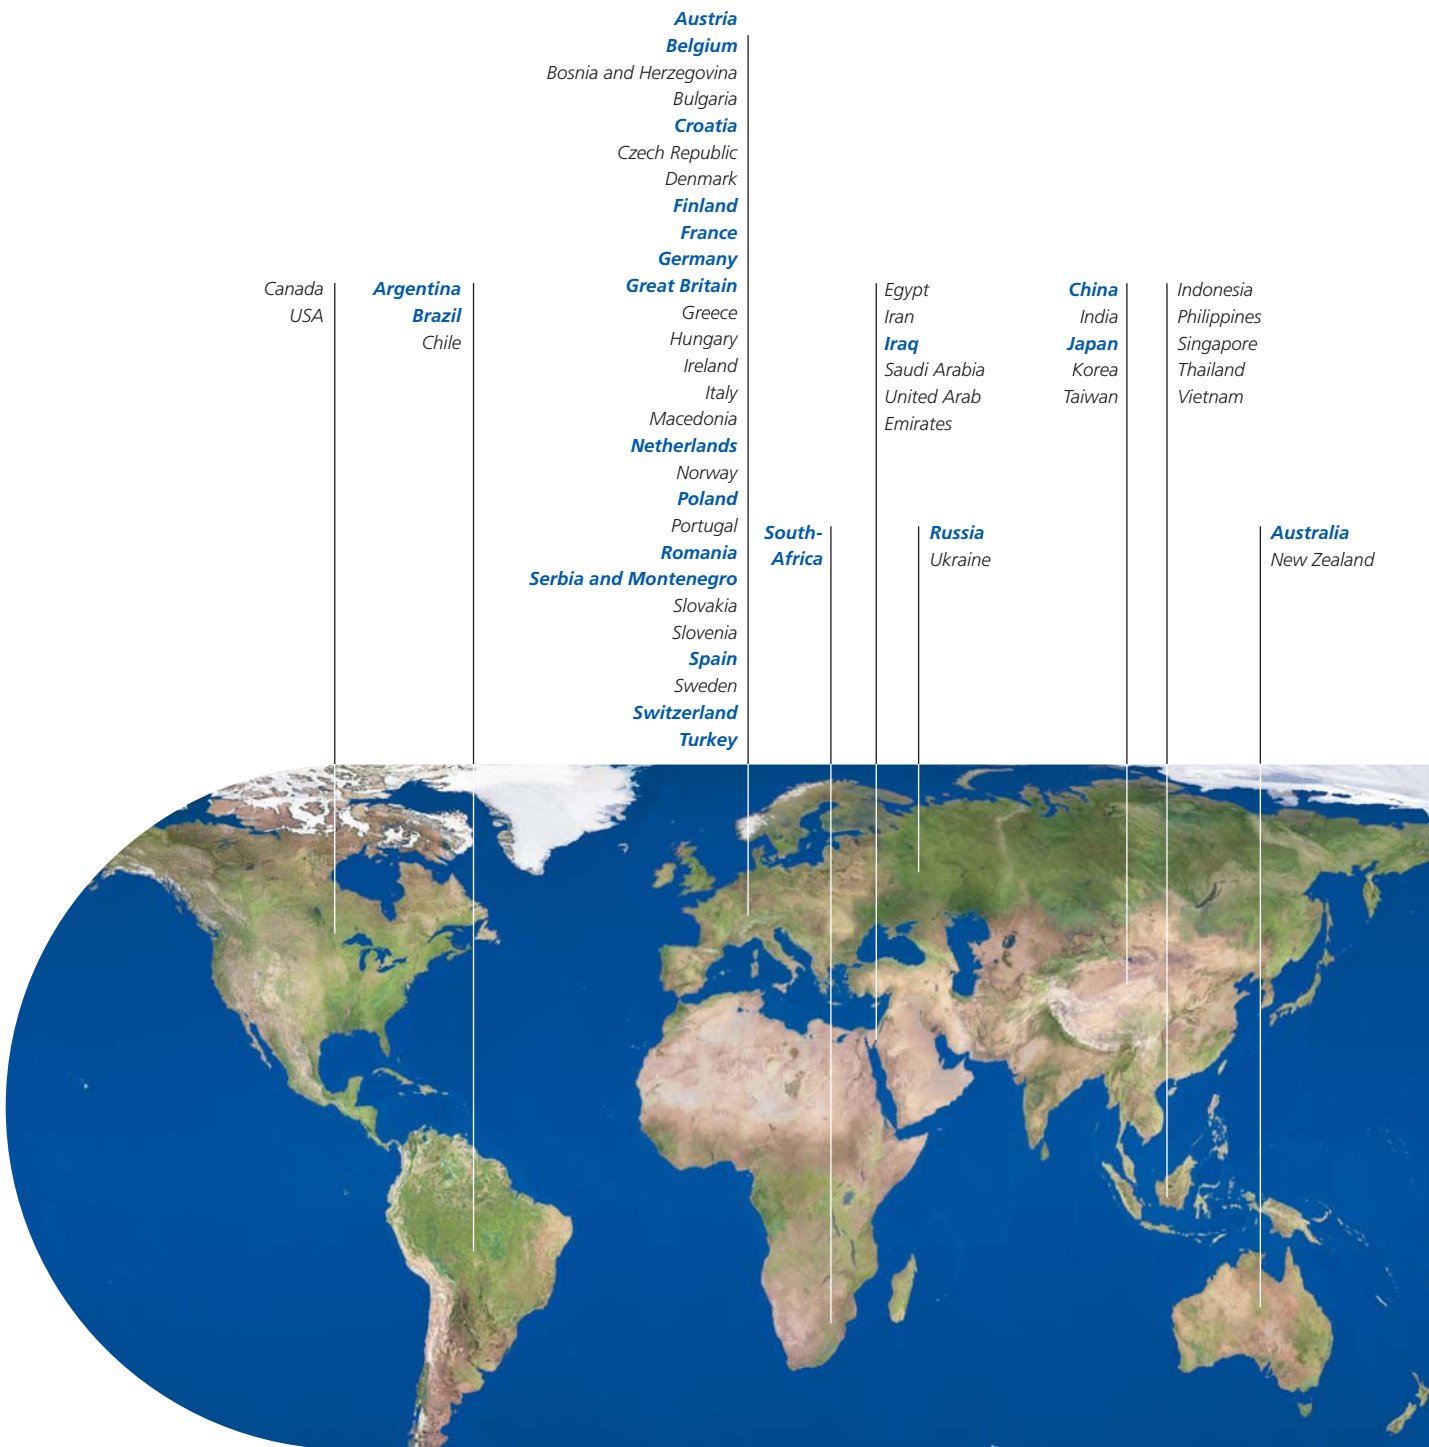 Austria
Belgium
Bosnia and Herzegovina
Bulgaria
Croatia
Czech Republic
Denmark
Finland
France
Germany
Great Britain
Greece
Hungary
Ireland
Italy
Macedonia
Netherlands
Norway
Poland
Portugal
Romania
Serbia and Montenegro
Slovakia
Slovenia
Spain
Sweden
Switzerland
Turkey
Canada
USA
Argentina
Brazil
Chile
South-
Africa
Egypt
Iran
Iraq
Saudi Arabia
United Arab
Emirates
Russia
Ukraine
China
India
Japan
Korea
Taiwan
Indonesia
Philippines
Singapore
Thailand
Vietnam
Australia
New Zealand